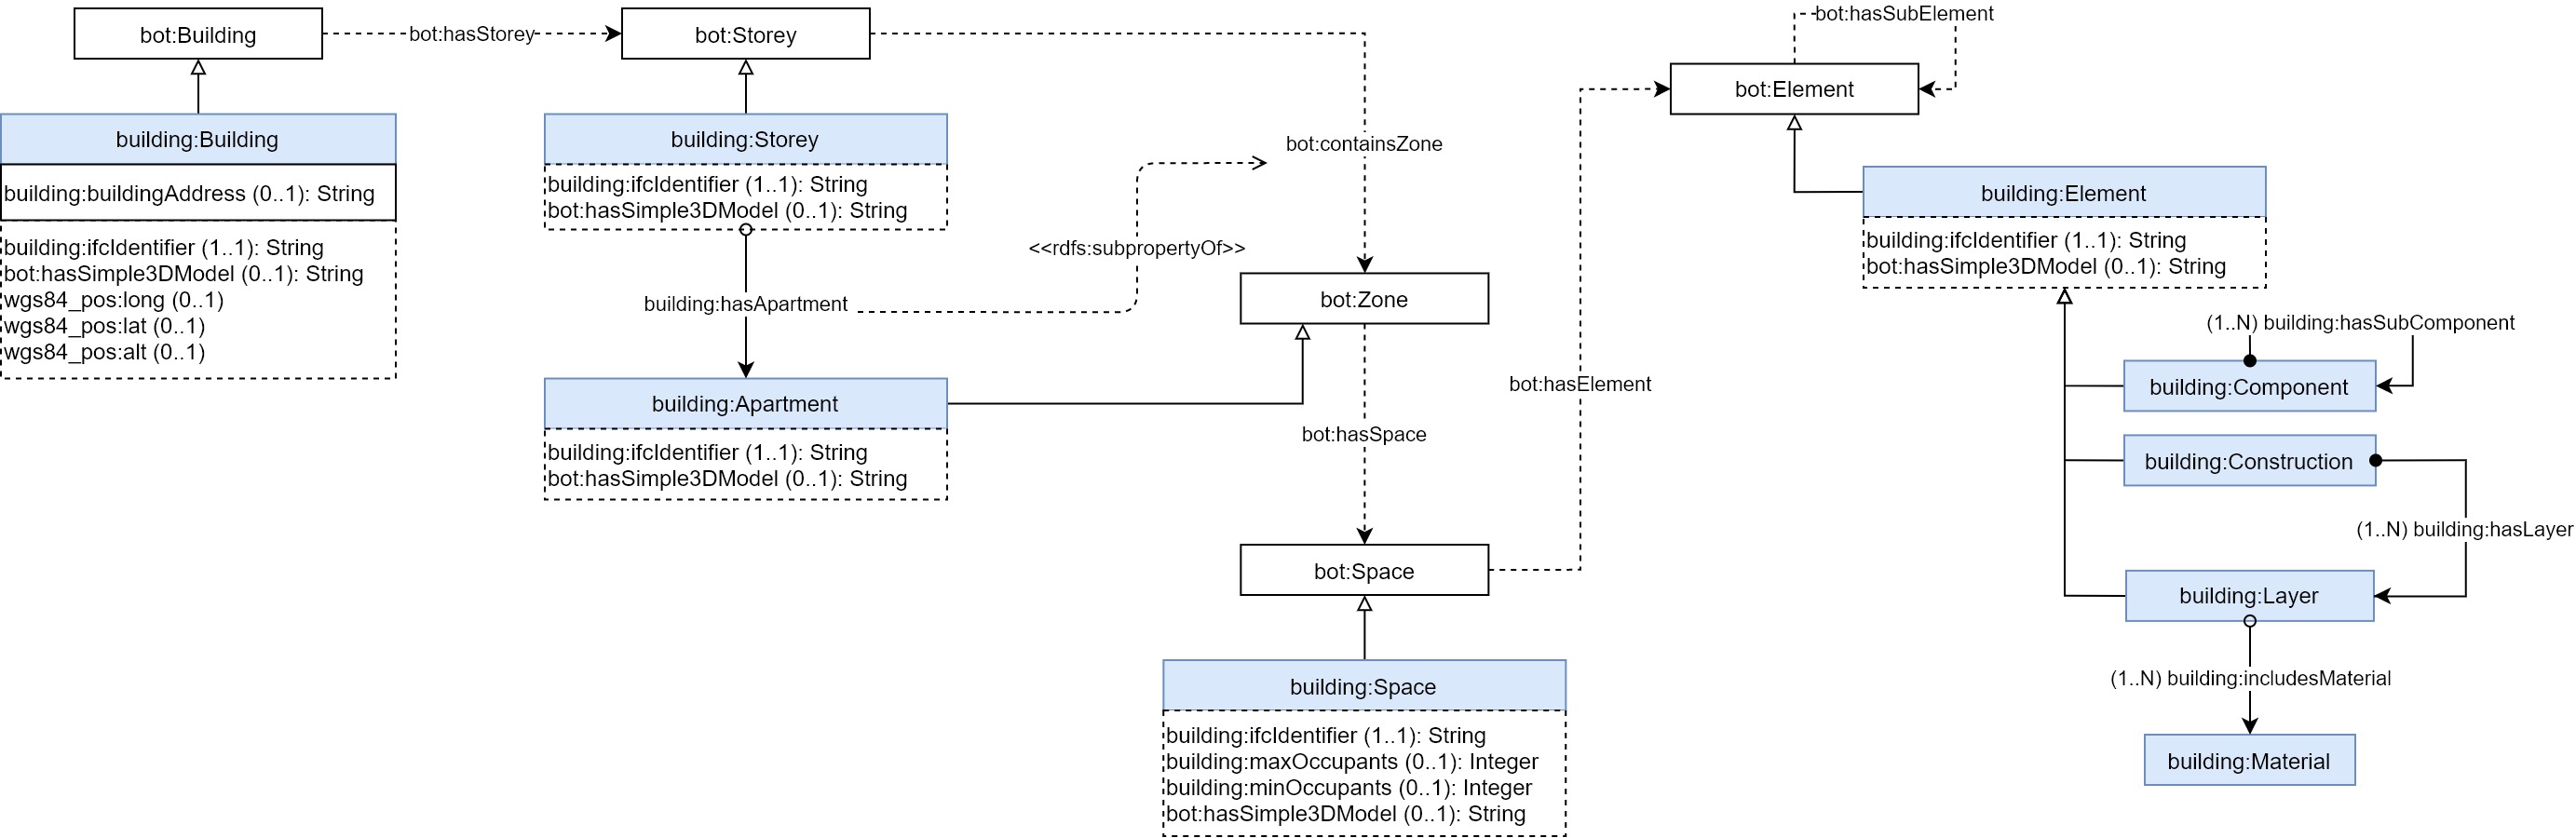 bot:Building
bot:hasStorey
bot:Storey
building:Building
building:buildingAddress (0..1): String
building:ifcIdentifier (1..1): String
bot:hasSimple3DModel (0..1): String
wgs84_pos:long (0..1)
wgs84_pos:lat (0..1)
wgs84_pos:alt (0..1)
building:Storey
building:ifcIdentifier (1..1): String
bot:hasSimple3DModel (0..1): String
building:hasApartment
<<rdfs:subpropertyOf>>
building:Apartment
building:ifcIdentifier (1..1): String
bot:hasSimple3DModel (0..1): String
bot:containsZone
bot:Zone
bot:hasSpace
bot:Space
building:Space
building:ifcIdentifier (1..1): String
building:maxOccupants (0..1): Integer
building:minOccupants (0..1): Integer
bot:hasSimple3DModel (0..1): String
bot:hasElement
bot:hasSubElement
bot:Element
building:Element
building:ifcIdentifier (1..1): String
bot:hasSimple3DModel (0..1): String
(1..N) building:hasSubComponent
building:Component
building:Construction
(1..N) building:hasLayer
building:Layer
(1..N) building:includesMaterial
building:Material